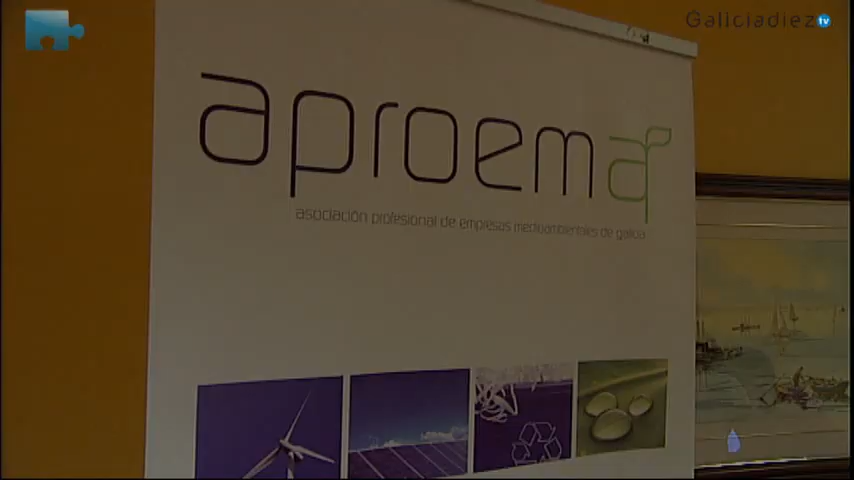 Galiciadiez tv
aproema
asociación profesional de empresas medioambientales de galicia